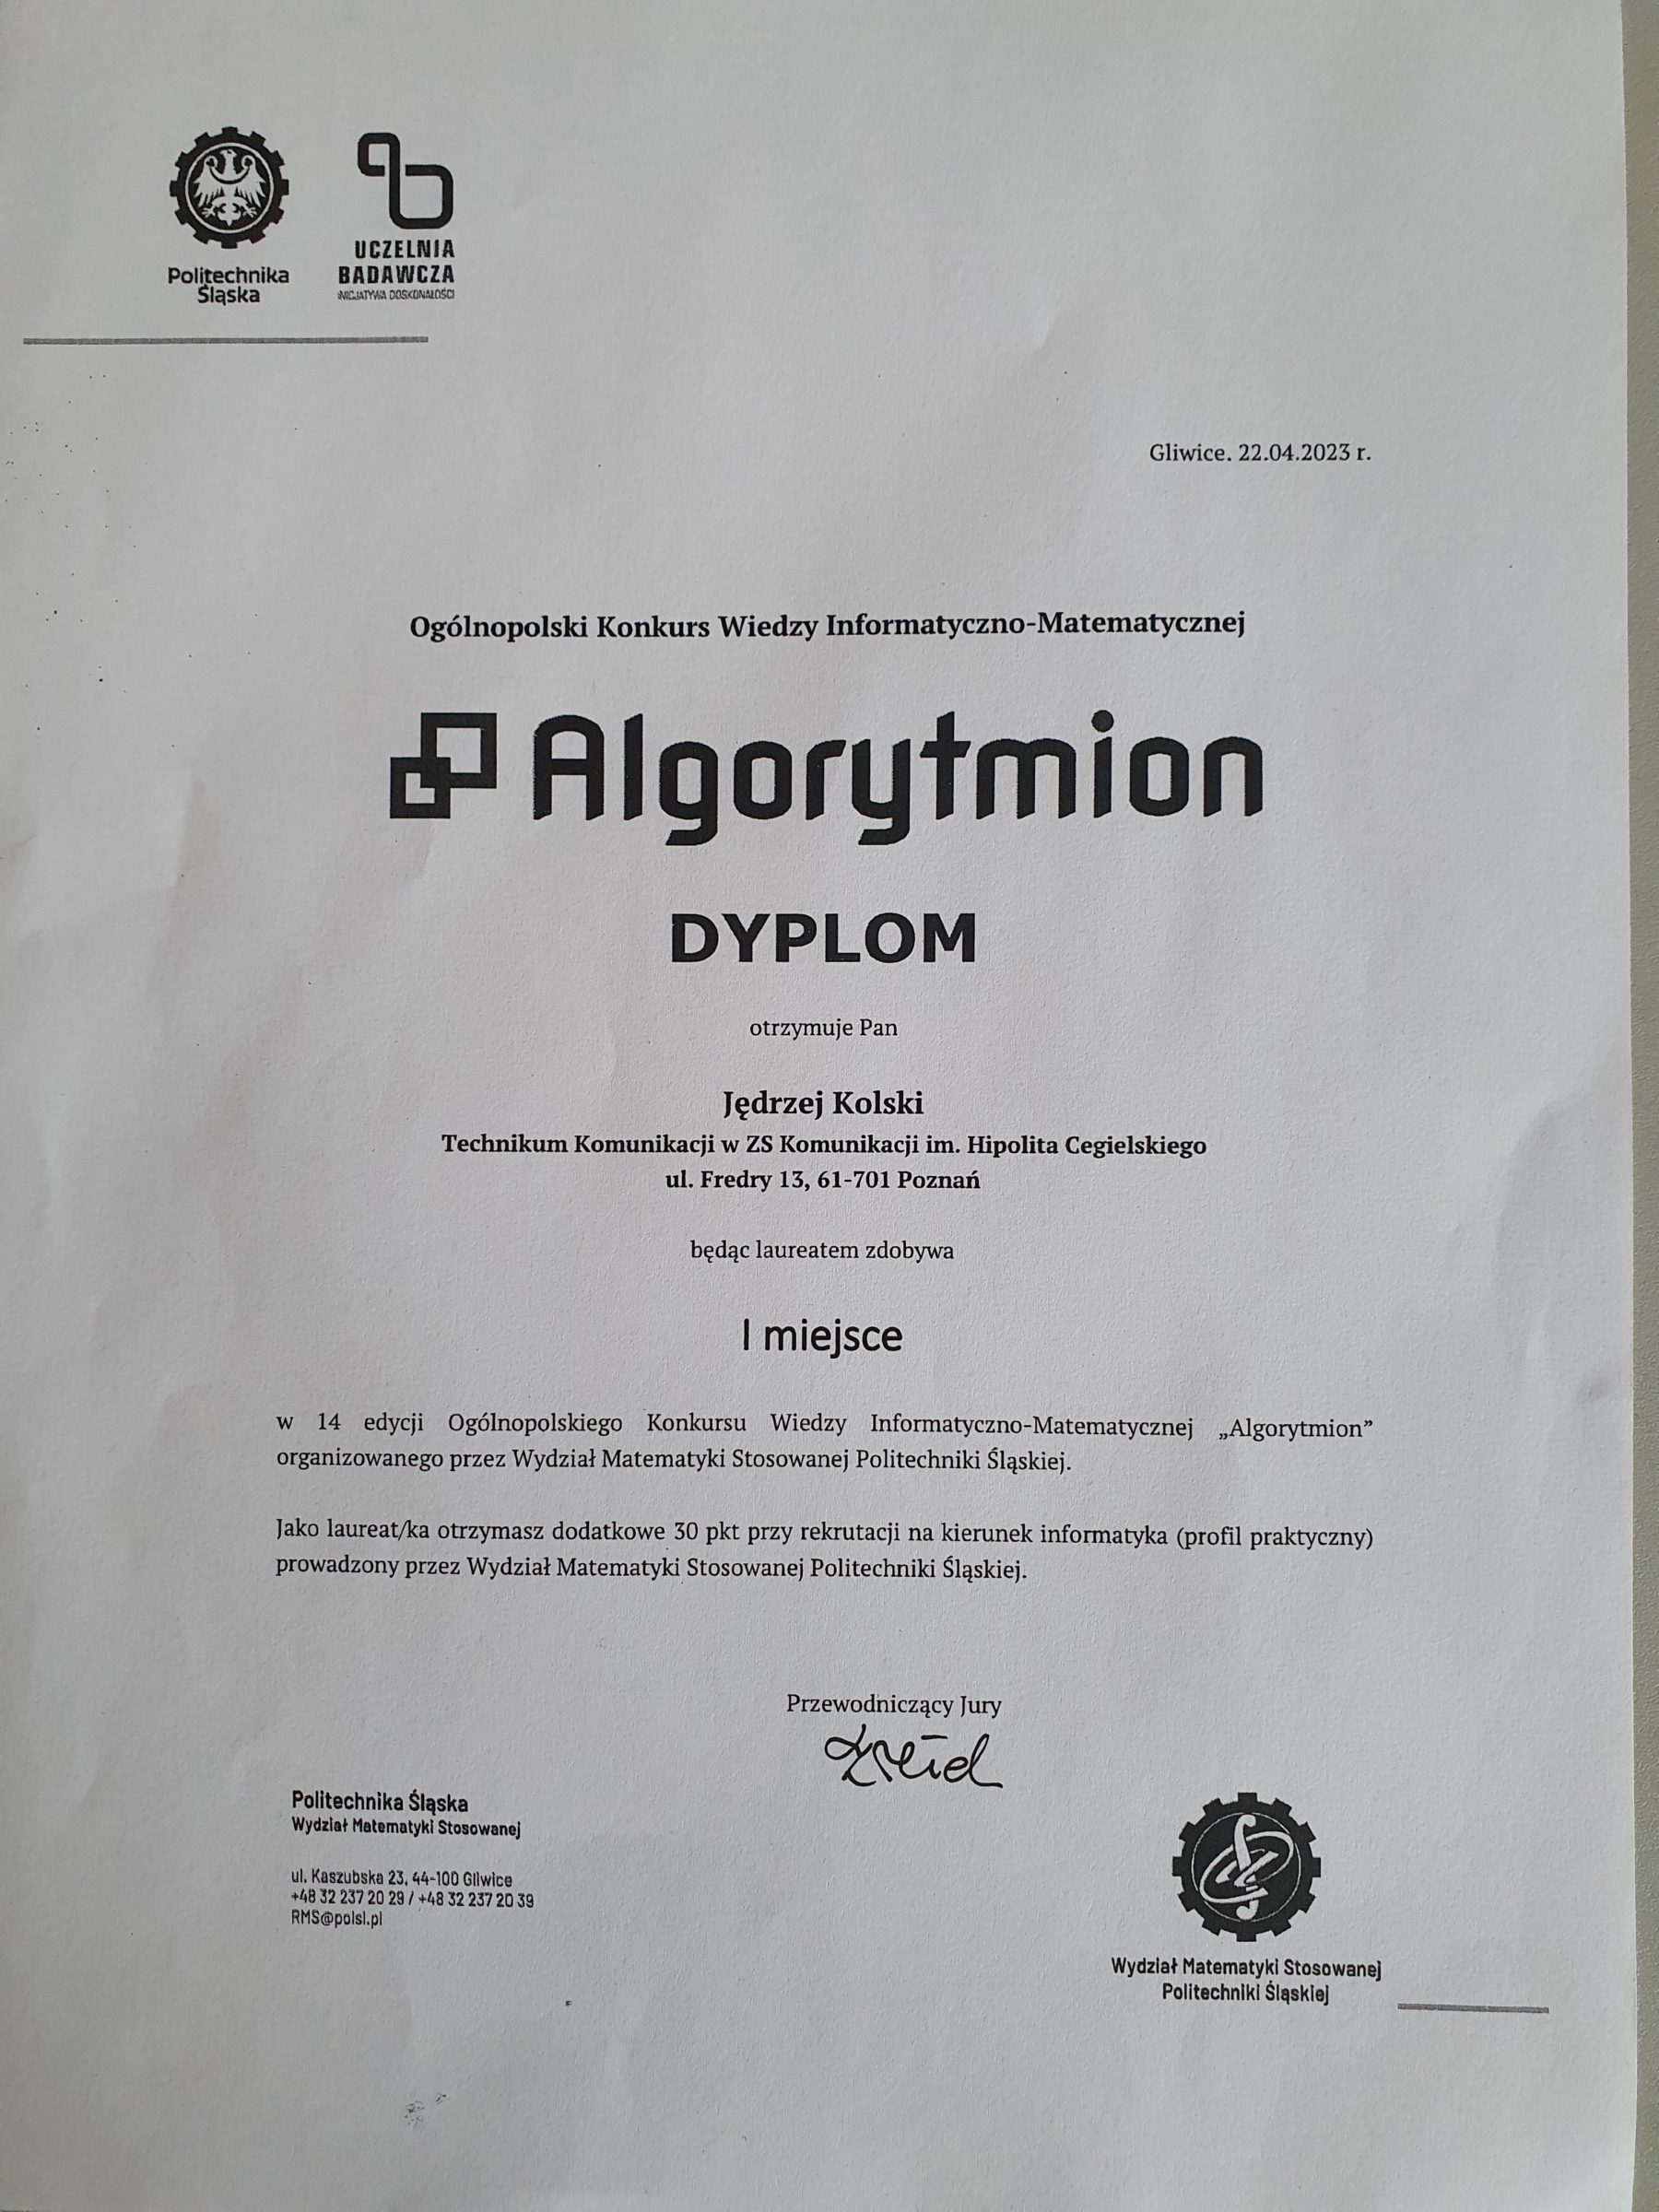 Politechnika
Śląska
UCZELNIA
BADAWCZA
INICJATYWA DOSKONAŁOŚCI
Gliwice. 22.04.2023 r.
Ogólnopolski Konkurs Wiedzy Informatyczno-Matematycznej
Algorytmion
DYPLOM
otrzymuje Pan
Jędrzej Kolski
Technikum Komunikacji w ZS Komunikacji im. Hipolita Cegielskiego
ul. Fredry 13, 61-701 Poznań
będąc laureatem zdobywa
I miejsce
w 14 edycji Ogólnopolskiego Konkursu Wiedzy Informatyczno-Matematycznej „Algorytmion”
organizowanego przez Wydział Matematyki Stosowanej Politechniki Śląskiej.
Jako laureat/ka otrzymasz dodatkowe 30 pkt przy rekrutacji na kierunek informatyka (profil praktyczny)
prowadzony przez Wydział Matematyki Stosowanej Politechniki Śląskiej.
Przewodniczący Jury
Politechnika Śląska
Wydział Matematyki Stosowanej
ul. Kaszubska 23, 44-100 Gliwice
+48 32 237 20 29 / +48 32 237 20 39
RMS@polsl.pl
Wydział Matematyki Stosowanej
Politechniki Śląskiej